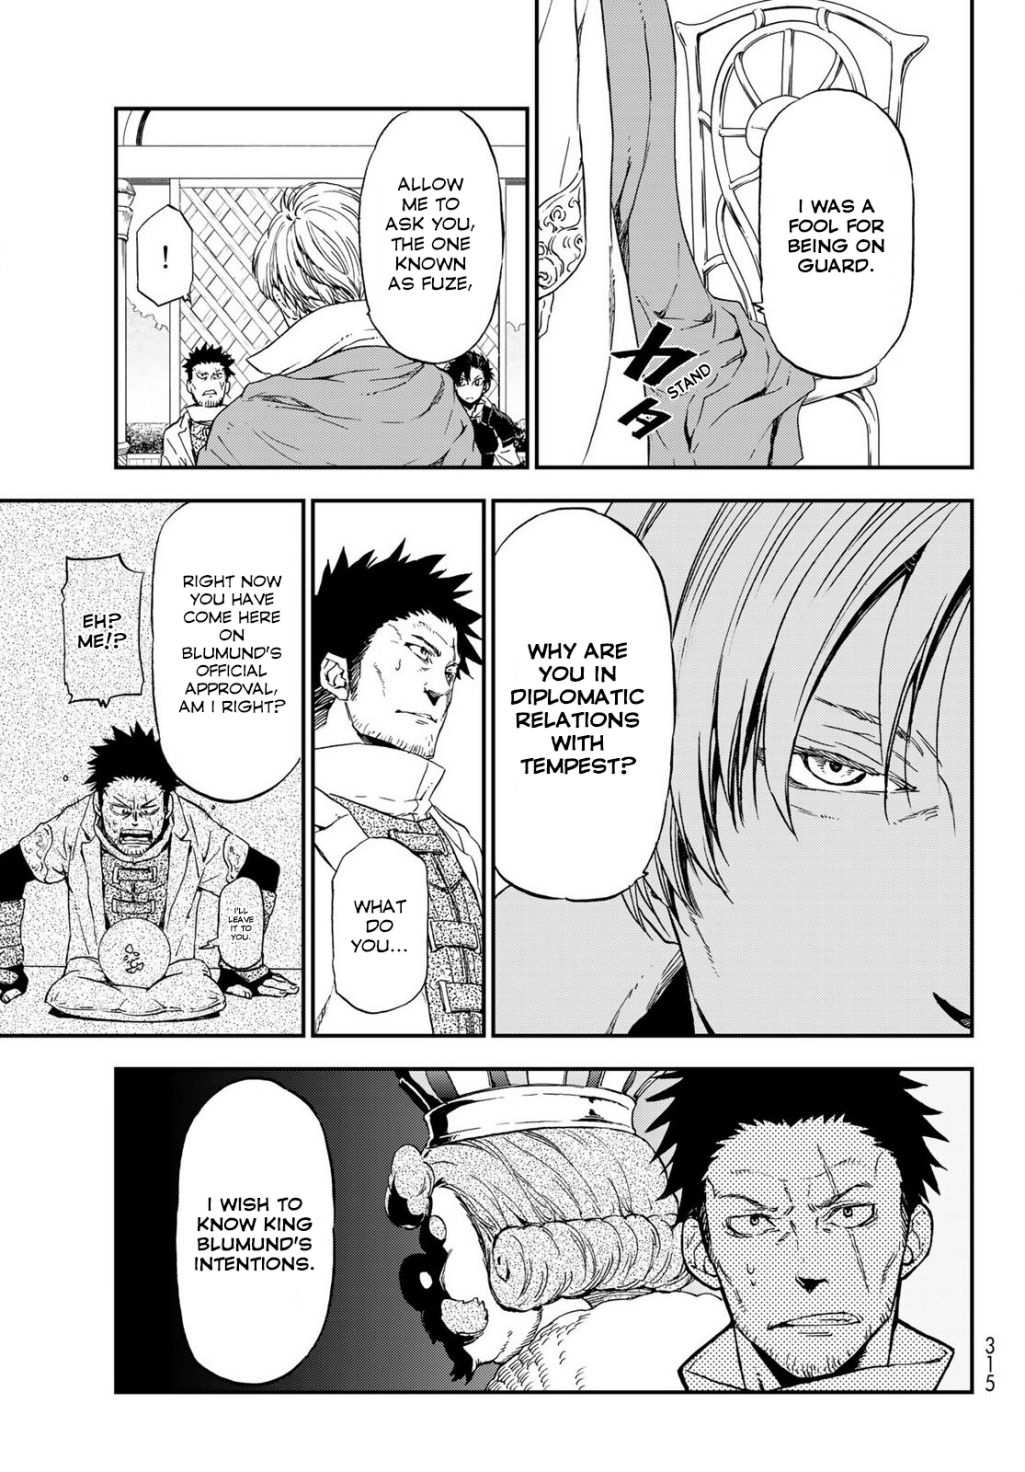 I WAS A
FOOL FOR
BEING ON
GUARD.
ガタ
STAND
ALLOW
ME TO
ASK YOU,
THE ONE
KNOWN
AS FUZE,
!
WHY ARE
YOU IN
DIPLOMATIC
RELATIONS
WITH
TEMPEST?
WHAT
DO
YOU...
RIGHT NOW
YOU HAVE
COME HERE
ON
BLUMUND'S
OFFICIAL
APPROVAL,
AM I RIGHT?
EH?
ME!?
I'LL
LEAVE
IT TO
YOU.
I WISH TO
KNOW KING
BLUMUND'S
INTENTIONS.
315